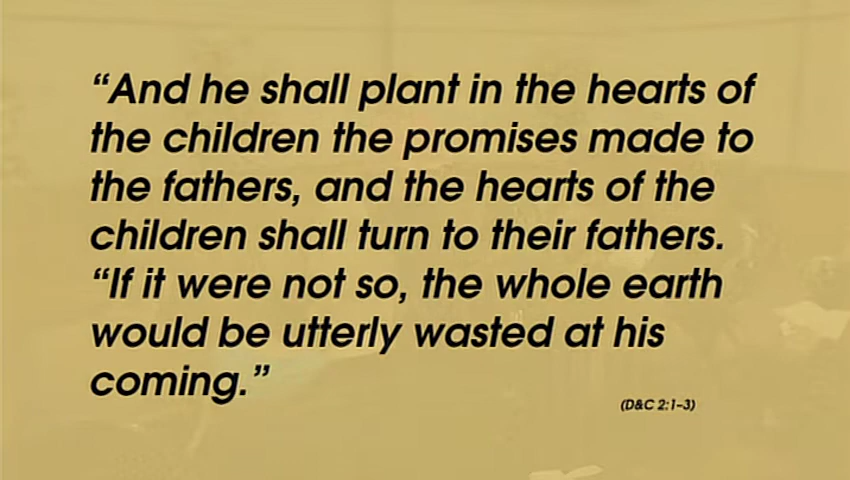 “And he shall plant in the hearts of
the children the promises made to
the fathers, and the hearts of the
children shall turn to their fathers.
“If it were not so, the whole earth
would be utterly wasted at his
coming.”
(D&C 2:1–3)